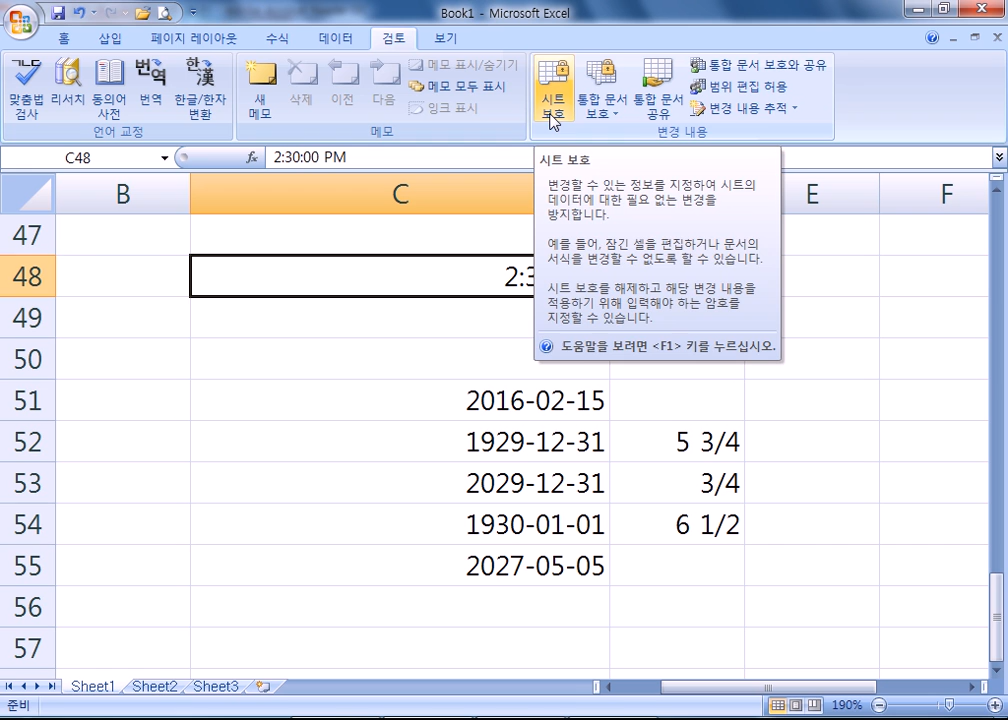 Book1 - Microsoft Excel
홈 삽입 페이지 레이아웃 수식 데이터 검토 보기
맞춤법 검사 리서치 동의어 사전 번역 한글/한자 변환
언어 교정
새 메모 삭제 이전 다음
메모 표시/숨기기
메모 모두 표시
잉크 표시
메모
시트 보호 통합 문서 보호 통합 문서 공유
통합 문서 보호와 공유
범위 편집 허용
변경 내용 추적
변경 내용
C48 fx 2:30:00 PM
시트 보호
변경할 수 있는 정보를 지정하여 시트의
데이터에 대한 필요 없는 변경을
방지합니다.
예를 들어, 잠긴 셀을 편집하거나 문서의
서식을 변경할 수 없도록 할 수 있습니다.
시트 보호를 해제하고 해당 변경 내용을
적용하기 위해 입력해야 하는 암호를
지정할 수 있습니다.
도움말을 보려면 <F1> 키를 누르십시오.
B C E F
47
48 2:3
49
50
51 2016-02-15
52 1929-12-31 5 3/4
53 2029-12-31 3/4
54 1930-01-01 6 1/2
55 2027-05-05
56
57
Sheet1 Sheet2 Sheet3
준비 190%